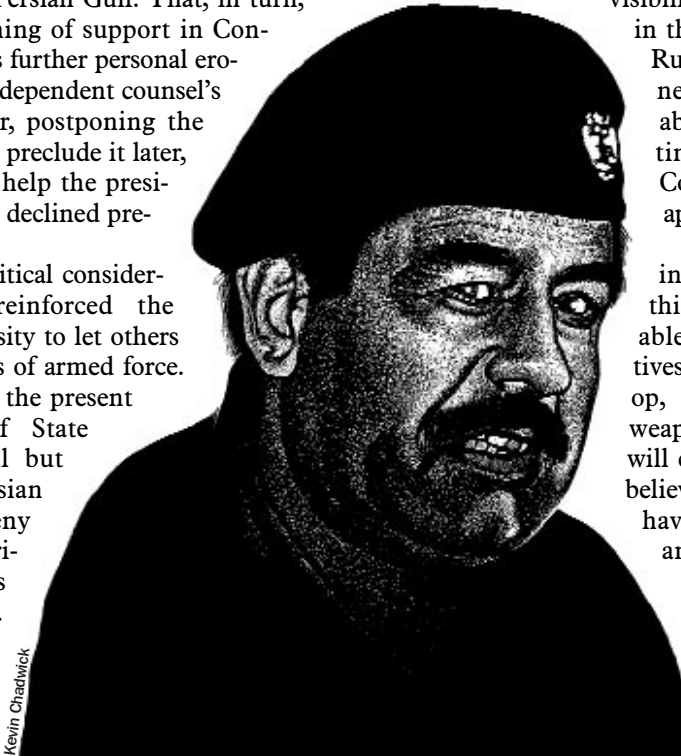 ersian Gulf. That, in turn,
ning of support in Con-
s further personal ero-
dependent counsel's
r, postponing the
preclude it later,
help the presi-
declined pre-
itical consider-
reinforced the
sity to let others
s of armed force.
the present
f State
l but
sian
eny
ri-
s
.
Kevin Chadwick
visibili
in th
Ru
ne
ab
tin
Co
ap
in
thi
able
tives
op,
weap
will
believ
hav
an